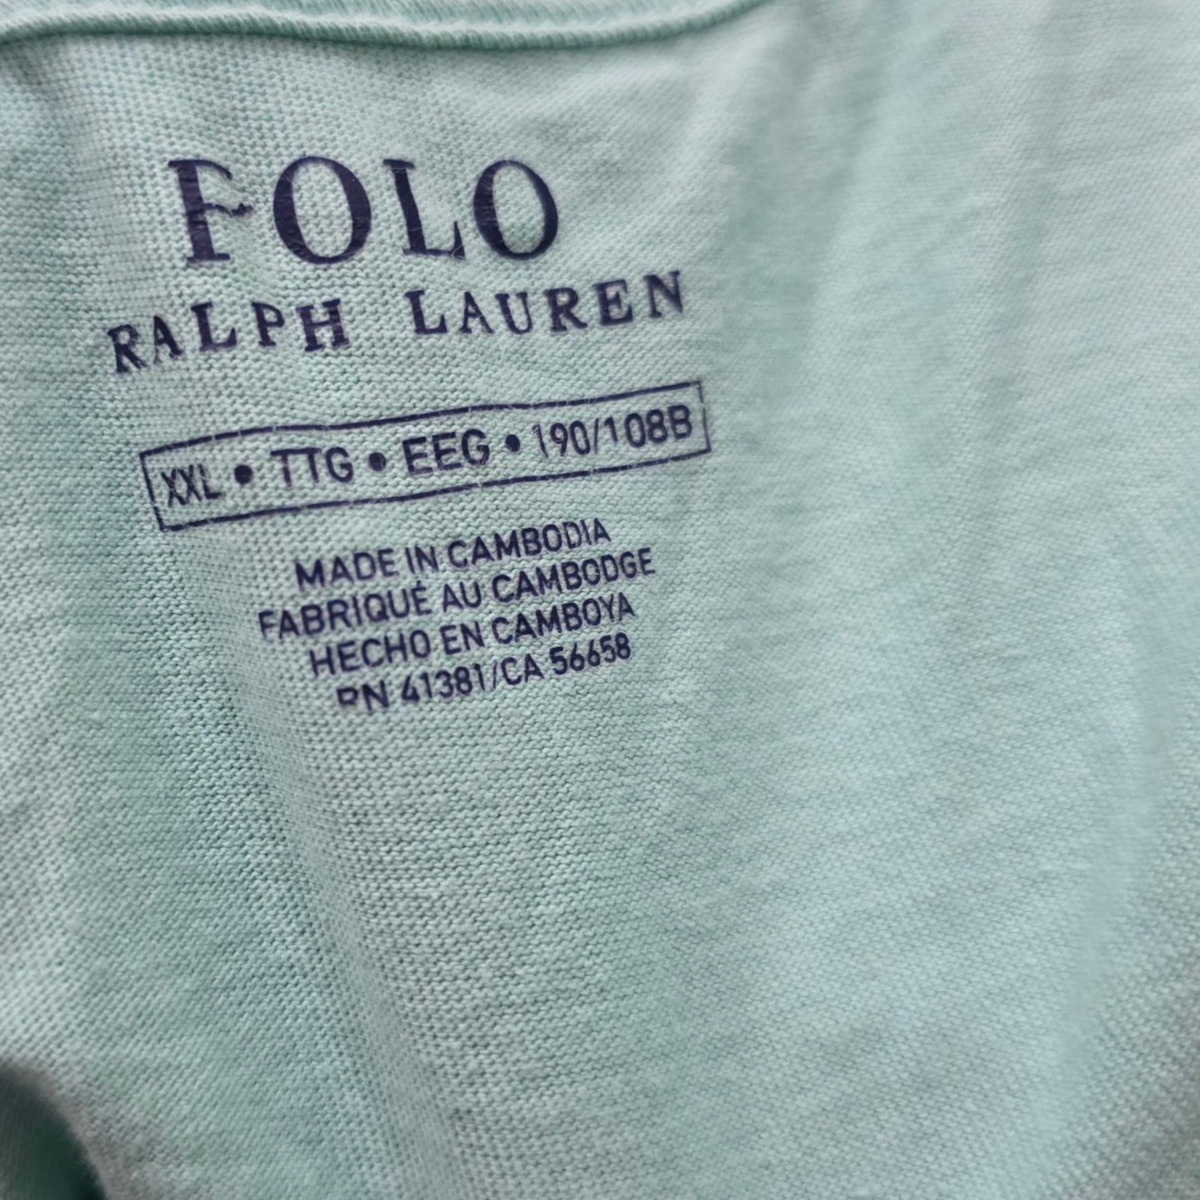 POLO
RALPH LAUREN
XXL • TTG • EEG • 190/108B
MADE IN CAMBODIA
FABRIQUÉ AU CAMBODGE
HECHO EN CAMBOYA
RN 41381/CA 56658